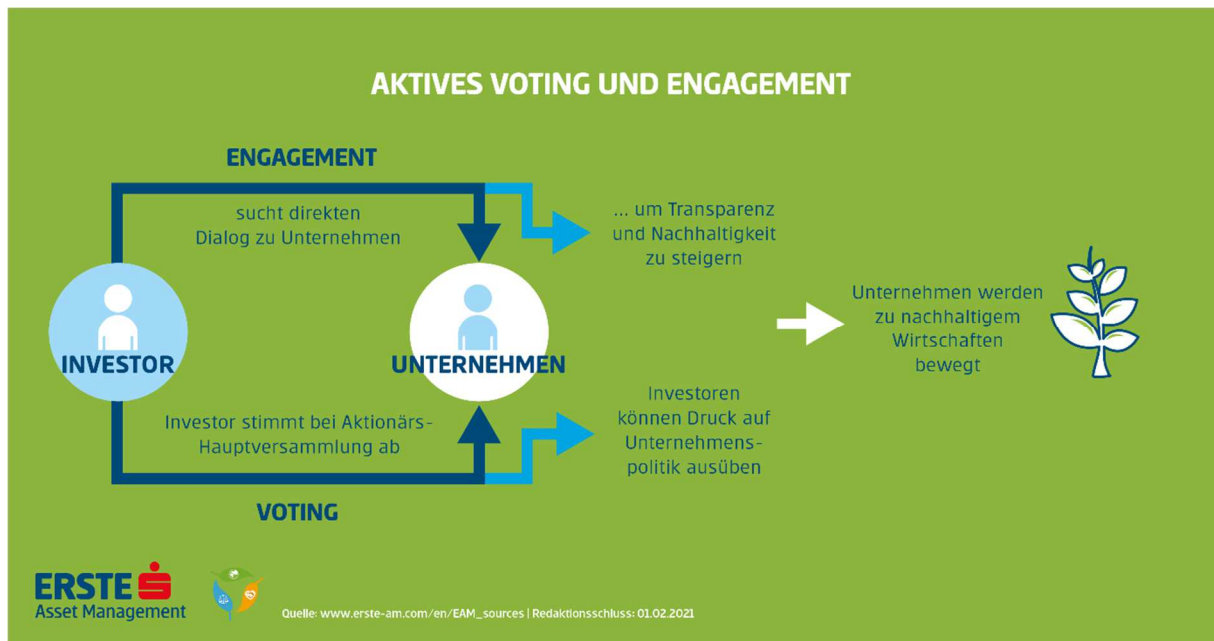 AKTIVES VOTING UND ENGAGEMENT
ENGAGEMENT
sucht direkten
Dialog zu Unternehmen
... um Transparenz
und Nachhaltigkeit
zu steigern
INVESTOR
UNTERNEHMEN
Unternehmen werden
zu nachhaltigem
Wirtschaften
bewegt
Investor stimmt bei Aktionärs-
Hauptversammlung ab
Investoren
können Druck auf
Unternehmens-
politik ausüben
VOTING
ERSTE
Asset Management
Quelle: www.erste-am.com/en/EAM_sources | Redaktionsschluss: 01.02.2021